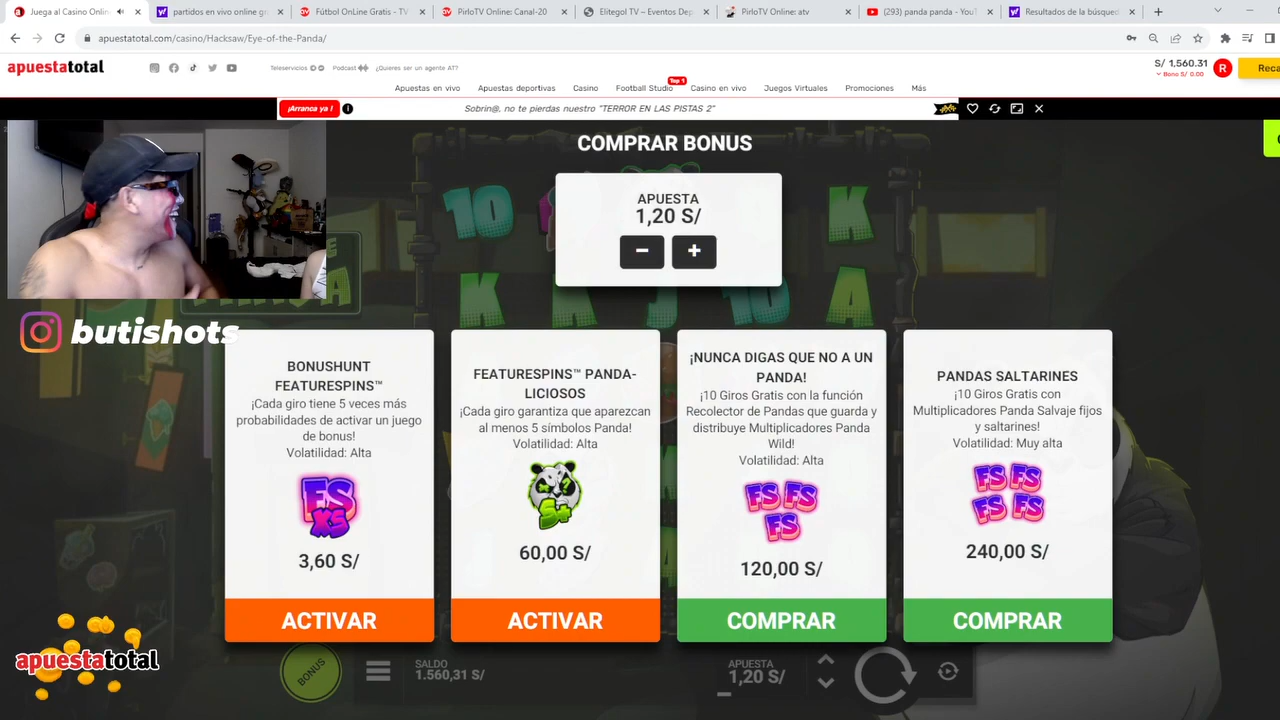 Juega al Casino Onlin
partidos en vivo online gr
Fútbol OnLine Gratis - TV
PirloTV Online: Canal-20
Elitegol TV – Eventos Dep
PirloTV Online: atv
(293) panda panda - YouT
Resultados de la búsqued
apuestatotal.com/casino/Hacksaw/Eye-of-the-Panda/
apuestatotal
Teleservicios
Podcast
¿Quieres ser un agente AT?
S/ 1,560.31
Bono S/ 0.00
R
Reca
Top 1
Apuestas en vivo
Apuestas deportivas
Casino
Football Studio
Casino en vivo
Juegos Virtuales
Promociones
Más
¡Arranca ya !
Sobrin@, no te pierdas nuestro "TERROR EN LAS PISTAS 2"
COMPRAR BONUS
APUESTA
1,20 S/
10
K
K
J
10
A
butishots
BONUSHUNT
FEATURESPINS™
¡Cada giro tiene 5 veces más
probabilidades de activar un juego
de bonus!
Volatilidad: Alta
FS
X5
3,60 S/
ACTIVAR
FEATURESPINS™ PANDA-
LICIOSOS
¡Cada giro garantiza que aparezcan
al menos 5 símbolos Panda!
Volatilidad: Alta
5+
60,00 S/
ACTIVAR
¡NUNCA DIGAS QUE NO A UN
PANDA!
¡10 Giros Gratis con la función
Recolector de Pandas que guarda y
distribuye Multiplicadores Panda
Wild!
Volatilidad: Alta
FS FS
FS
120,00 S/
COMPRAR
PANDAS SALTARINES
¡10 Giros Gratis con
Multiplicadores Panda Salvaje fijos
y saltarines!
Volatilidad: Muy alta
FS FS
FS FS
240,00 S/
COMPRAR
apuestatotal
BONUS
SALDO
1.560,31 S/
APUESTA
1,20 S/